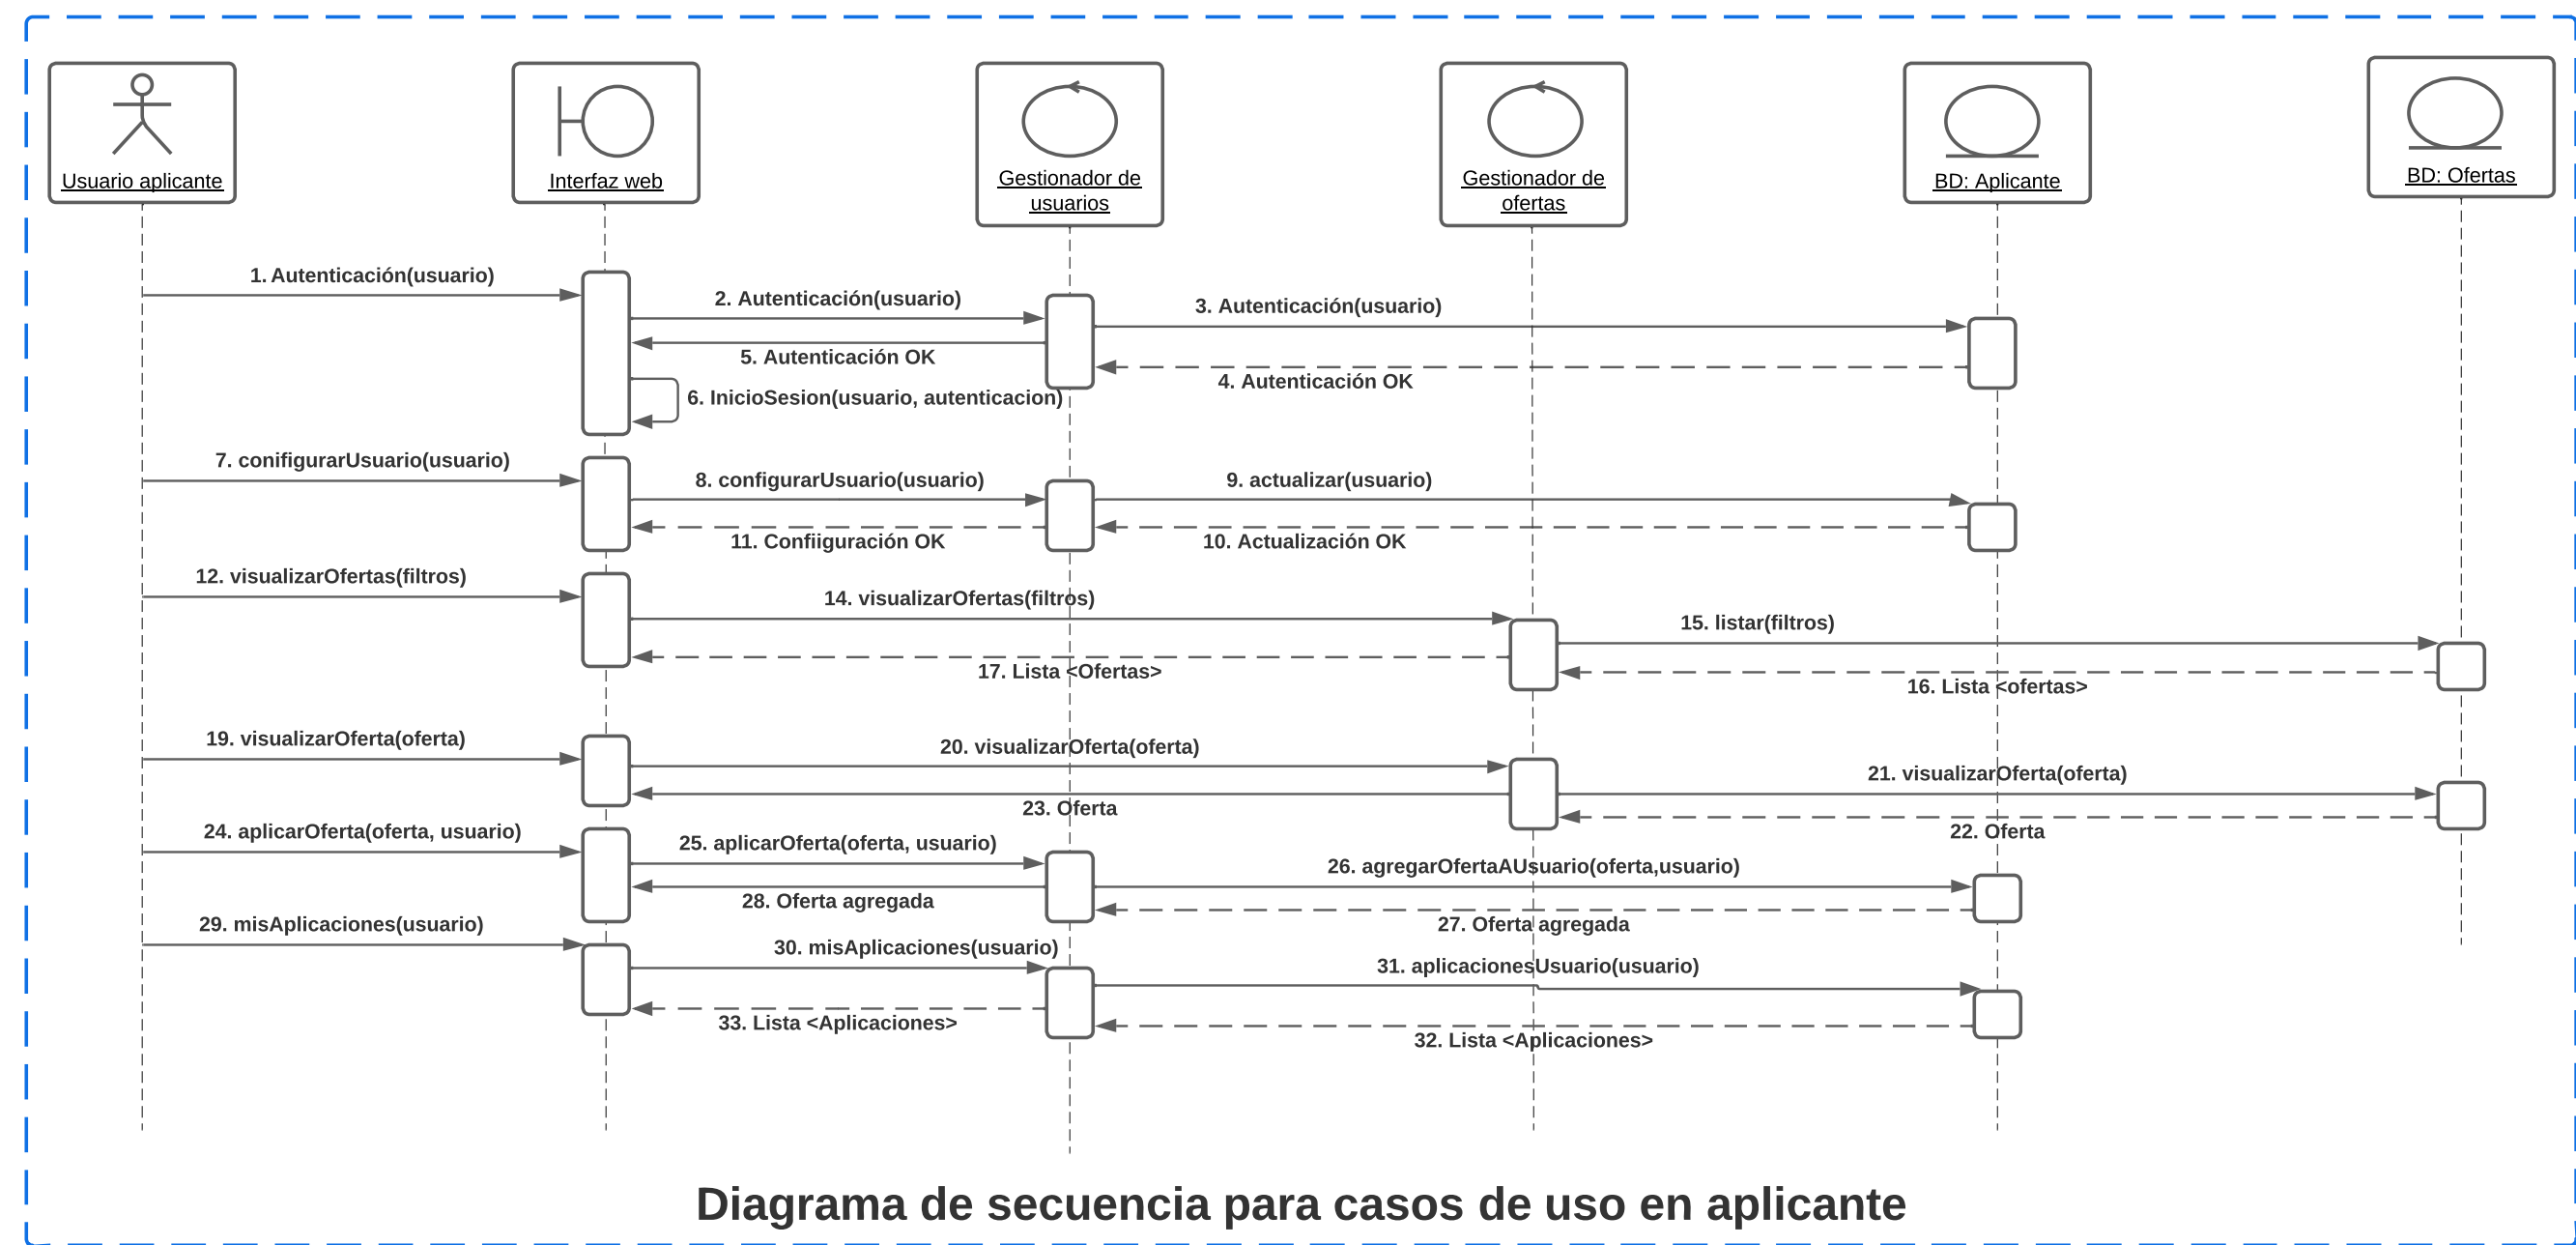 Usuario aplicante
Interfaz web
Gestionador de
usuarios
Gestionador de
ofertas
BD: Aplicante
BD: Ofertas
1. Autenticación(usuario)
2. Autenticación(usuario)
3. Autenticación(usuario)
5. Autenticación OK
4. Autenticación OK
6. InicioSesion(usuario, autenticacion)
7. conifigurarUsuario(usuario)
8. configurarUsuario(usuario)
9. actualizar(usuario)
11. Confiiguración OK
10. Actualización OK
12. visualizarOfertas(filtros)
14. visualizarOfertas(filtros)
15. listar(filtros)
17. Lista <Ofertas>
16. Lista <ofertas>
19. visualizarOferta(oferta)
20. visualizarOferta(oferta)
21. visualizarOferta(oferta)
23. Oferta
22. Oferta
24. aplicarOferta(oferta, usuario)
25. aplicarOferta(oferta, usuario)
26. agregarOfertaAUsuario(oferta,usuario)
28. Oferta agregada
27. Oferta agregada
29. misAplicaciones(usuario)
30. misAplicaciones(usuario)
31. aplicacionesUsuario(usuario)
33. Lista <Aplicaciones>
32. Lista <Aplicaciones>
Diagrama de secuencia para casos de uso en aplicante